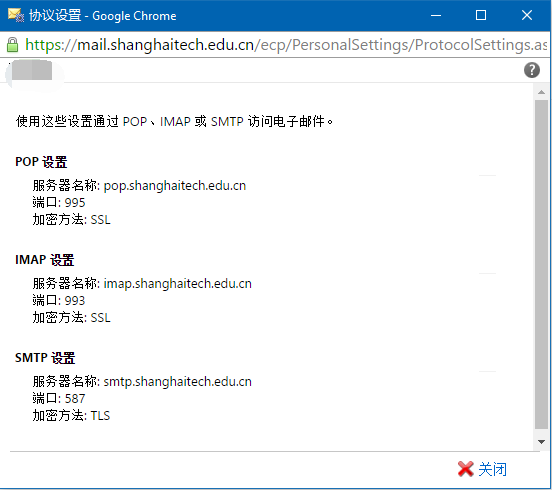 协议设置 - Google Chrome
https://mail.shanghaitech.edu.cn/ecp/PersonalSettings/ProtocolSettings.as
?
使用这些设置通过 POP、IMAP 或 SMTP 访问电子邮件。
POP 设置
服务器名称: pop.shanghaitech.edu.cn
端口: 995
加密方法: SSL
IMAP 设置
服务器名称: imap.shanghaitech.edu.cn
端口: 993
加密方法: SSL
SMTP 设置
服务器名称: smtp.shanghaitech.edu.cn
端口: 587
加密方法: TLS
关闭